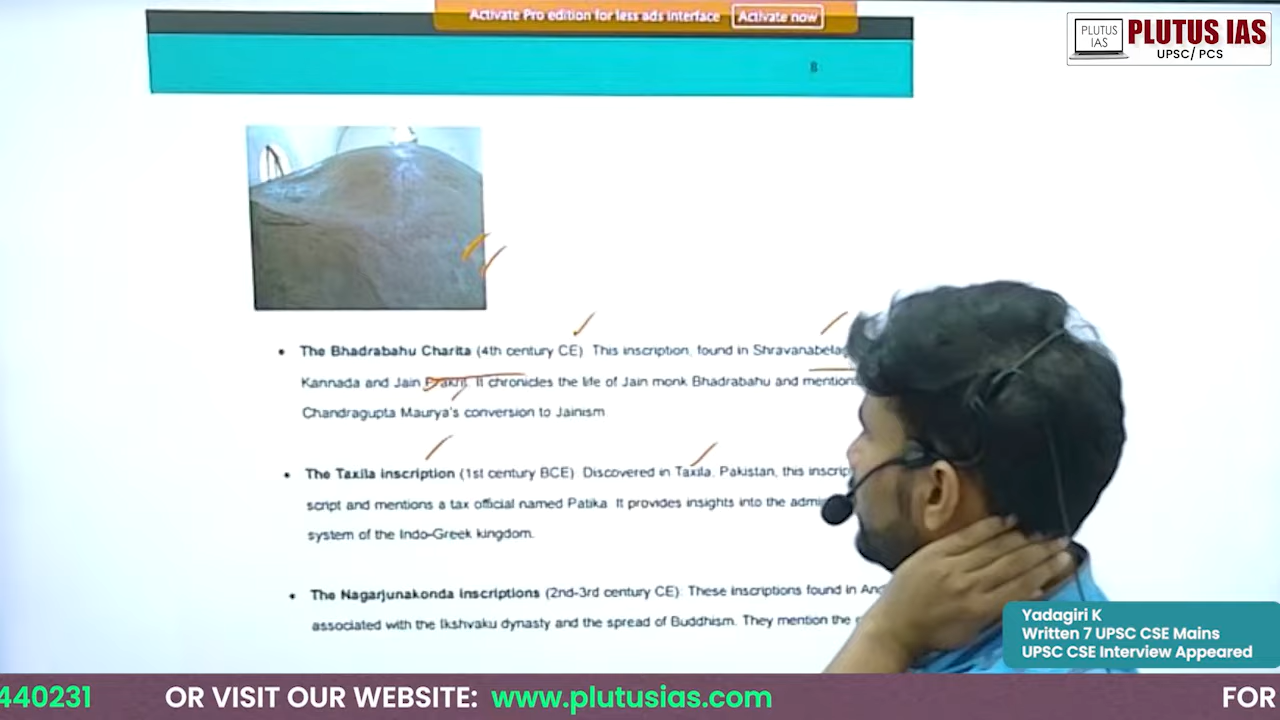 Activate Pro edition for less ads interface Activate now
PLUTUS IAS
PLUTUS IAS
UPSC/ PCS
8
• The Bhadrabahu Charita (4th century CE) This inscription, found in Shravanabela
Kannada and Jain Prakrit. It chronicles the life of Jain monk Bhadrabahu and mention
Chandragupta Maurya's conversion to Jainism
• The Taxila inscription (1st century BCE) Discovered in Taxila, Pakistan, this inscrip
script and mentions a tax official named Patika. It provides insights into the admi
system of the Indo-Greek kingdom.
• The Nagarjunakonda inscriptions (2nd-3rd century CE): These inscriptions found in An
associated with the Ikshvaku dynasty and the spread of Buddhism. They mention the
Yadagiri K
Written 7 UPSC CSE Mains
UPSC CSE Interview Appeared
440231 OR VISIT OUR WEBSITE: www.plutusias.com FOR